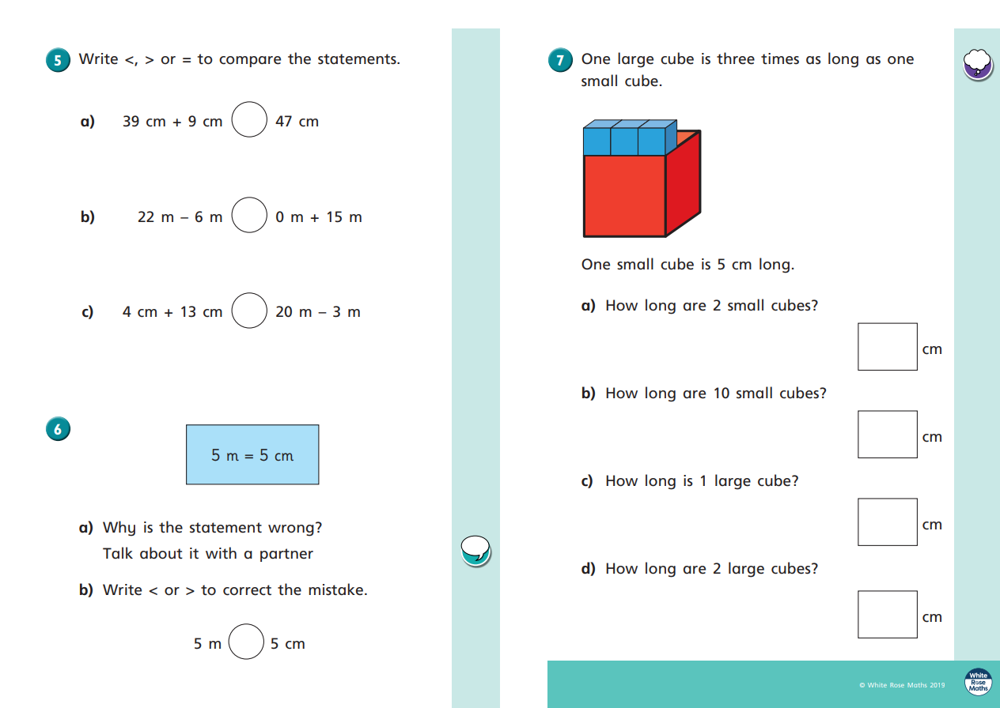 5 Write <, > or = to compare the statements.
a) 39 cm + 9 cm 47 cm
b) 22 m – 6 m 0 m + 15 m
c) 4 cm + 13 cm 20 m – 3 m
6
5 m = 5 cm
a) Why is the statement wrong?
Talk about it with a partner
b) Write < or > to correct the mistake.
5 m 5 cm
7 One large cube is three times as long as one
small cube.
One small cube is 5 cm long.
a) How long are 2 small cubes?
cm
b) How long are 10 small cubes?
cm
c) How long is 1 large cube?
cm
d) How long are 2 large cubes?
cm
© White Rose Maths 2019
White
Rose
Maths